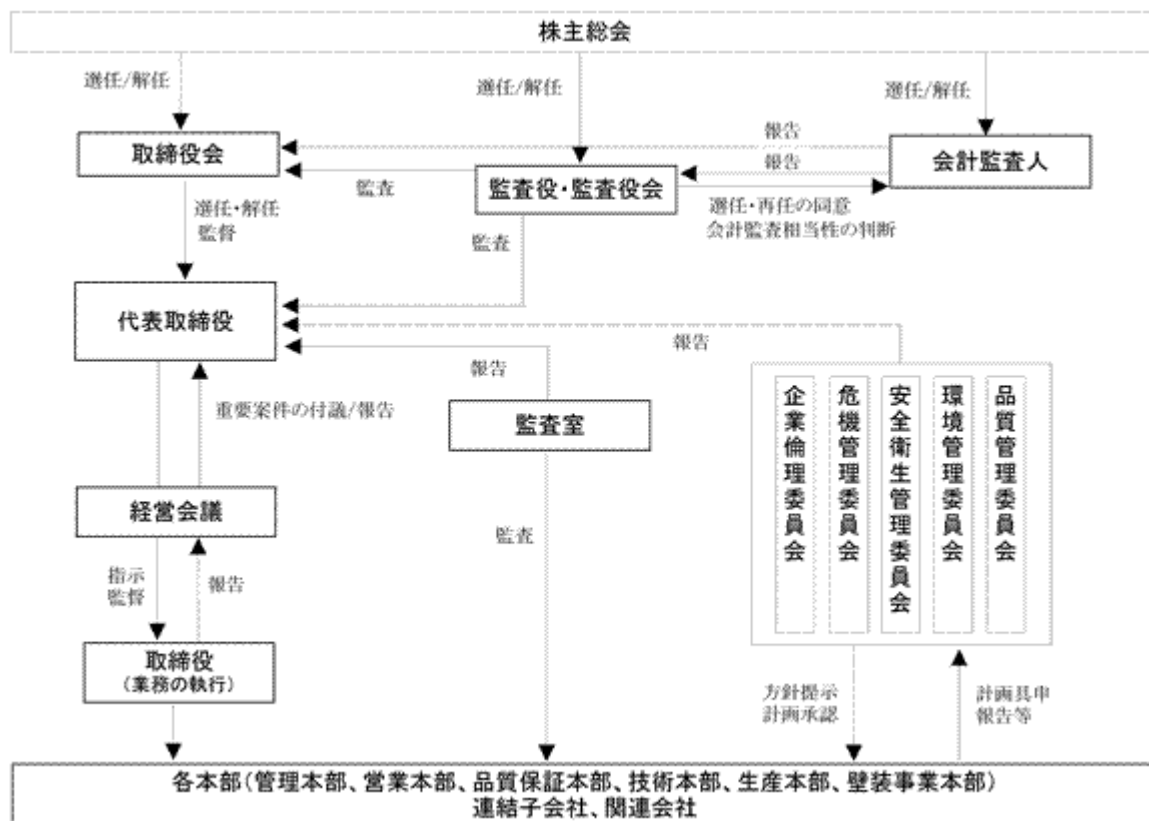 株主総会
選任/解任
選任/解任
選任/解任
取締役会
報告
報告
会計監査人
監査
監査役・監査役会
選任・再任の同意
会計監査相当性の判断
選任・解任
監督
監査
代表取締役
報告
報告
重要案件の付議/報告
監査室
企業倫理委員会
危機管理委員会
安全衛生管理委員会
環境管理委員会
品質管理委員会
経営会議
監査
指示
監督
報告
取締役
(業務の執行)
方針提示
計画承認
計画具申
報告等
各本部(管理本部、営業本部、品質保証本部、技術本部、生産本部、壁装事業本部)
連結子会社、関連会社